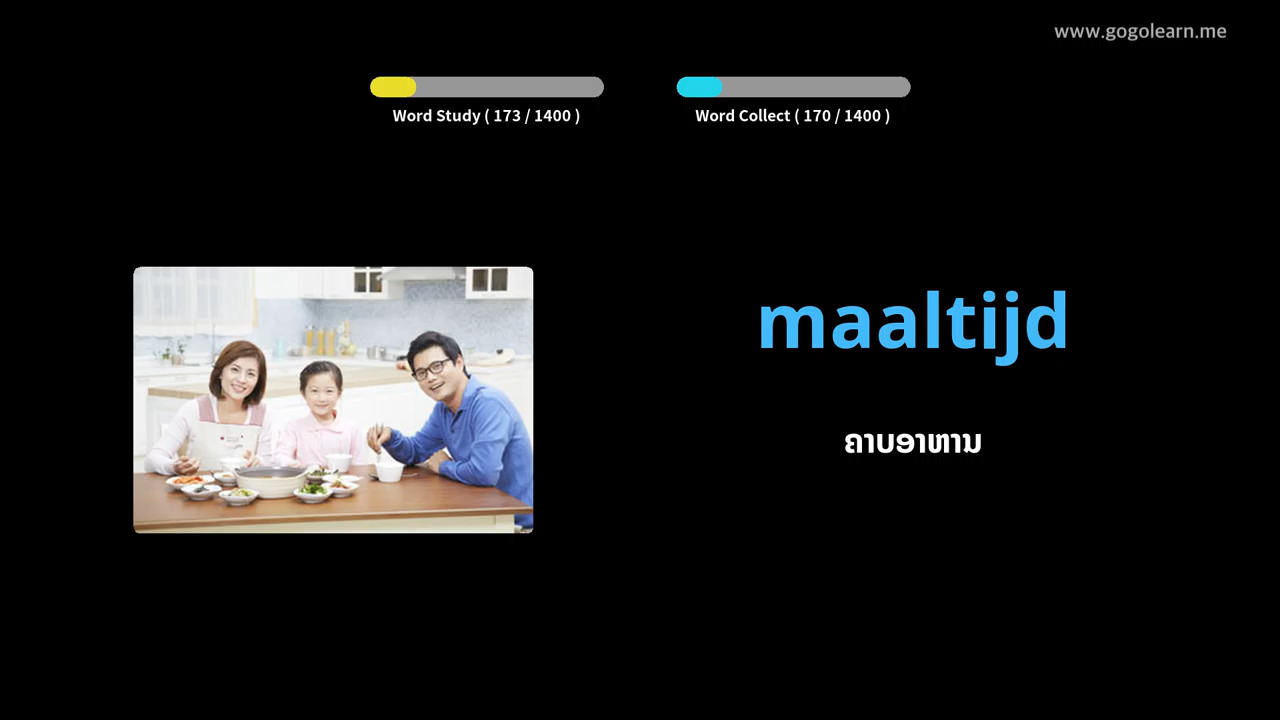 www.gogolearn.me
Word Study ( 173 / 1400 )
Word Collect ( 170 / 1400 )
maaltijd
ຄາບອາຫານ